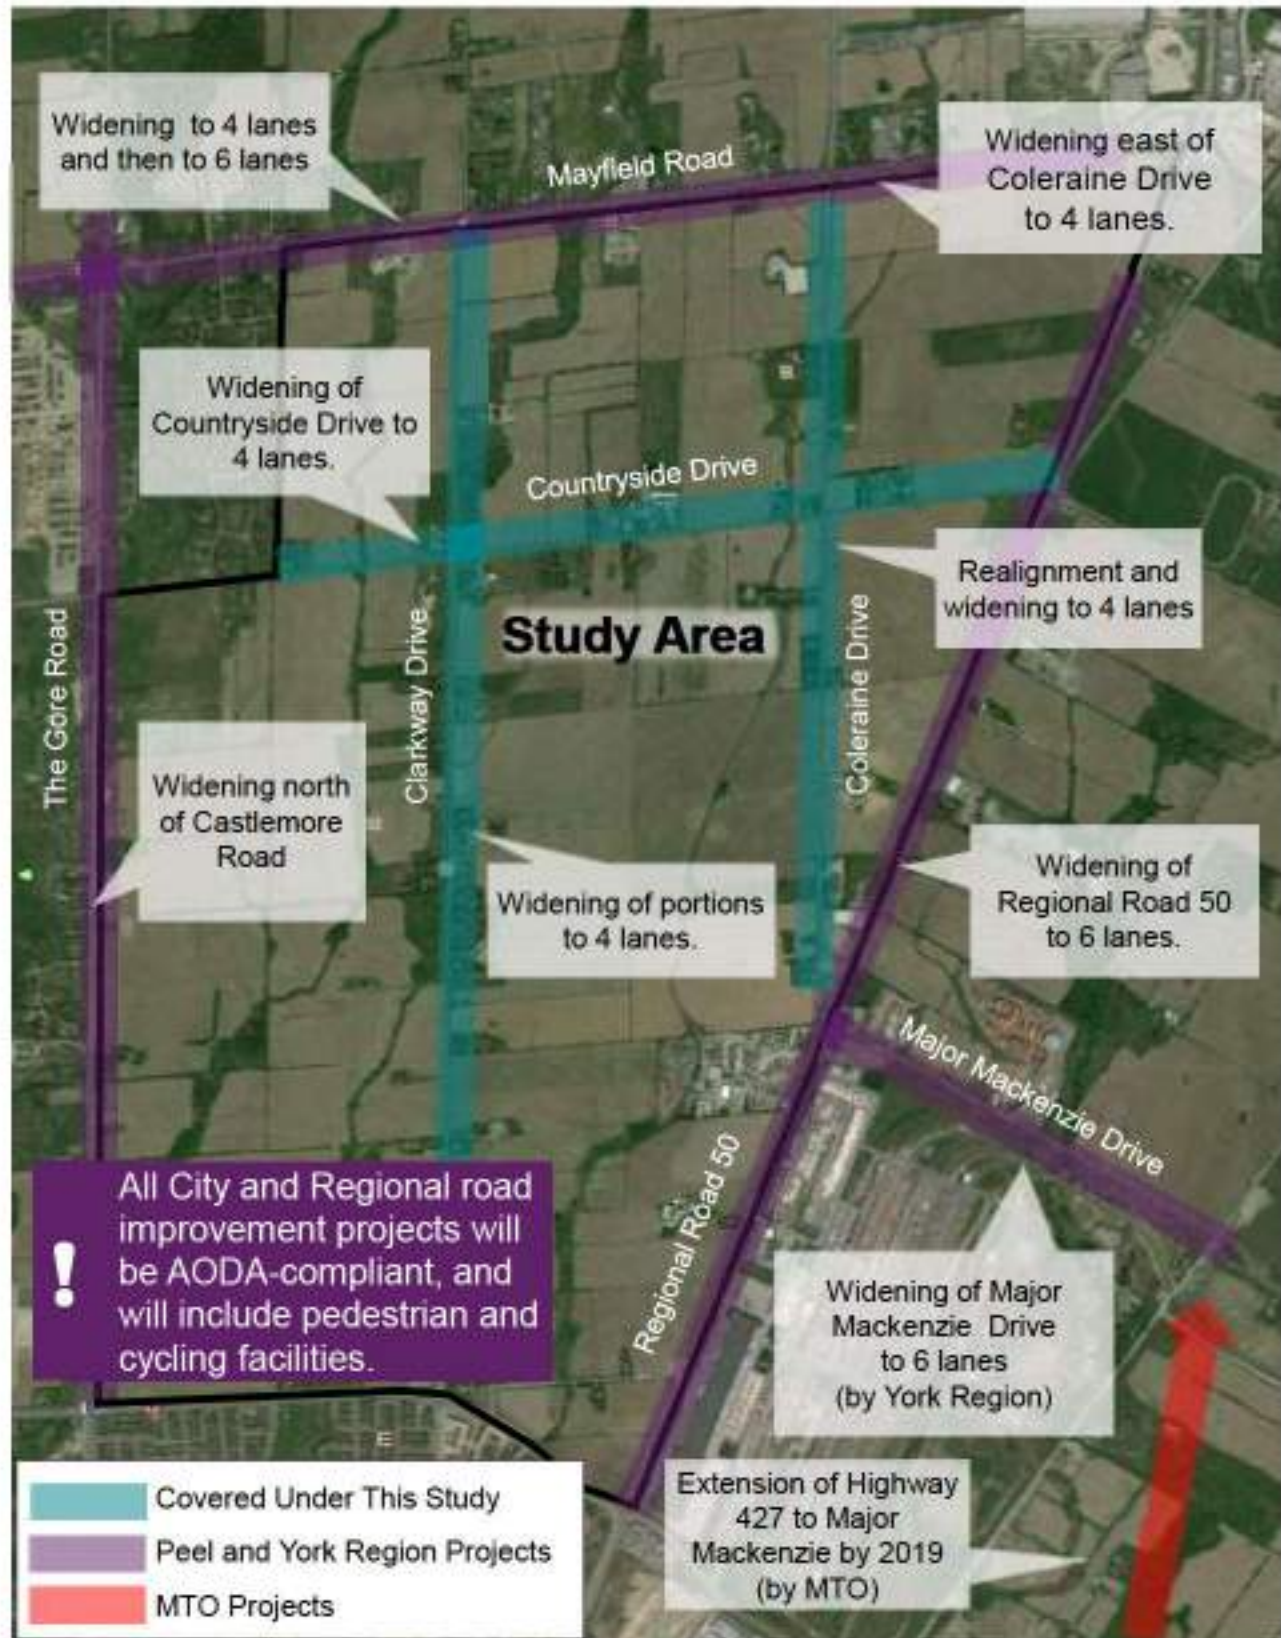 Widening to 4 lanes
and then to 6 lanes
Mayfield Road
Widening east of
Coleraine Drive
to 4 lanes.
Widening of
Countryside Drive to
4 lanes.
Countryside Drive
Realignment and
widening to 4 lanes
Study Area
The Gore Road
Clarkway Drive
Coleraine Drive
Widening north
of Castlemore
Road
Widening of portions
to 4 lanes.
Widening of
Regional Road 50
to 6 lanes.
Major Mackenzie Drive
Regional Road 50
! All City and Regional road
improvement projects will
be AODA-compliant, and
will include pedestrian and
cycling facilities.
Widening of Major
Mackenzie Drive
to 6 lanes
(by York Region)
Extension of Highway
427 to Major
Mackenzie by 2019
(by MTO)
Covered Under This Study
Peel and York Region Projects
MTO Projects